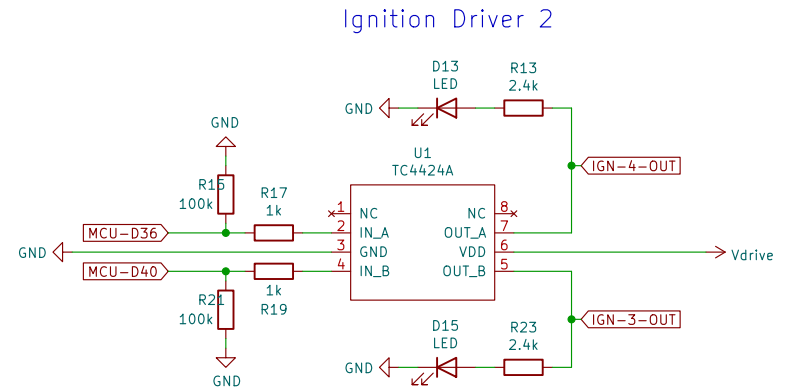 Ignition Driver 2
D13
LED
R13
2.4k
GND
GND
U1
TC4424A
IGN-4-OUT
R15
100k
R17
1k
1
NC
NC
8
MCU-D36
2
IN_A
OUT_A
7
GND
3
GND
VDD
6
Vdrive
MCU-D40
4
IN_B
OUT_B
5
1k
R19
R21
100k
IGN-3-OUT
D15
LED
R23
2.4k
GND
GND